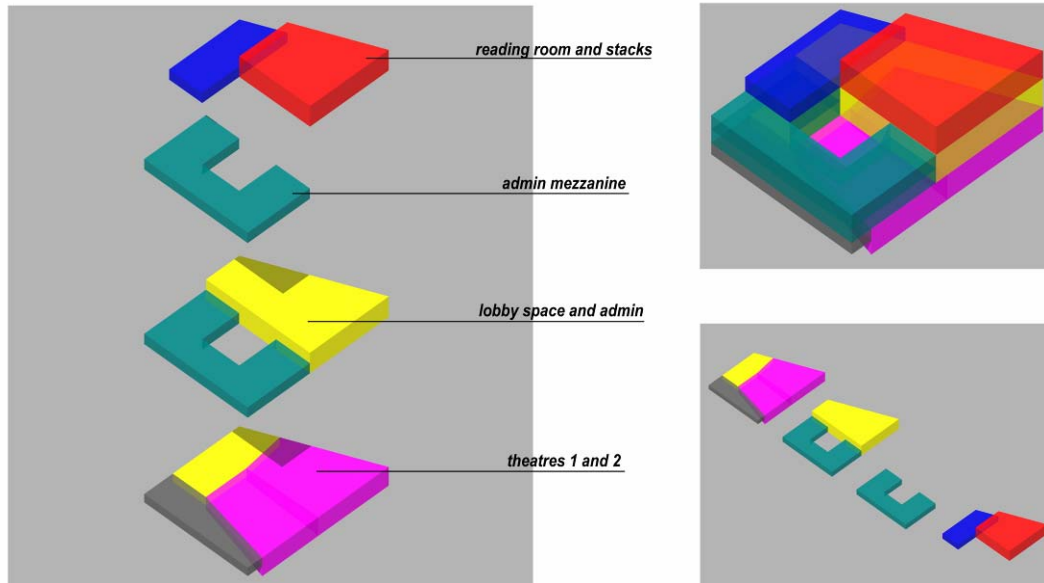 reading room and stacks
admin mezzanine
lobby space and admin
theatres 1 and 2